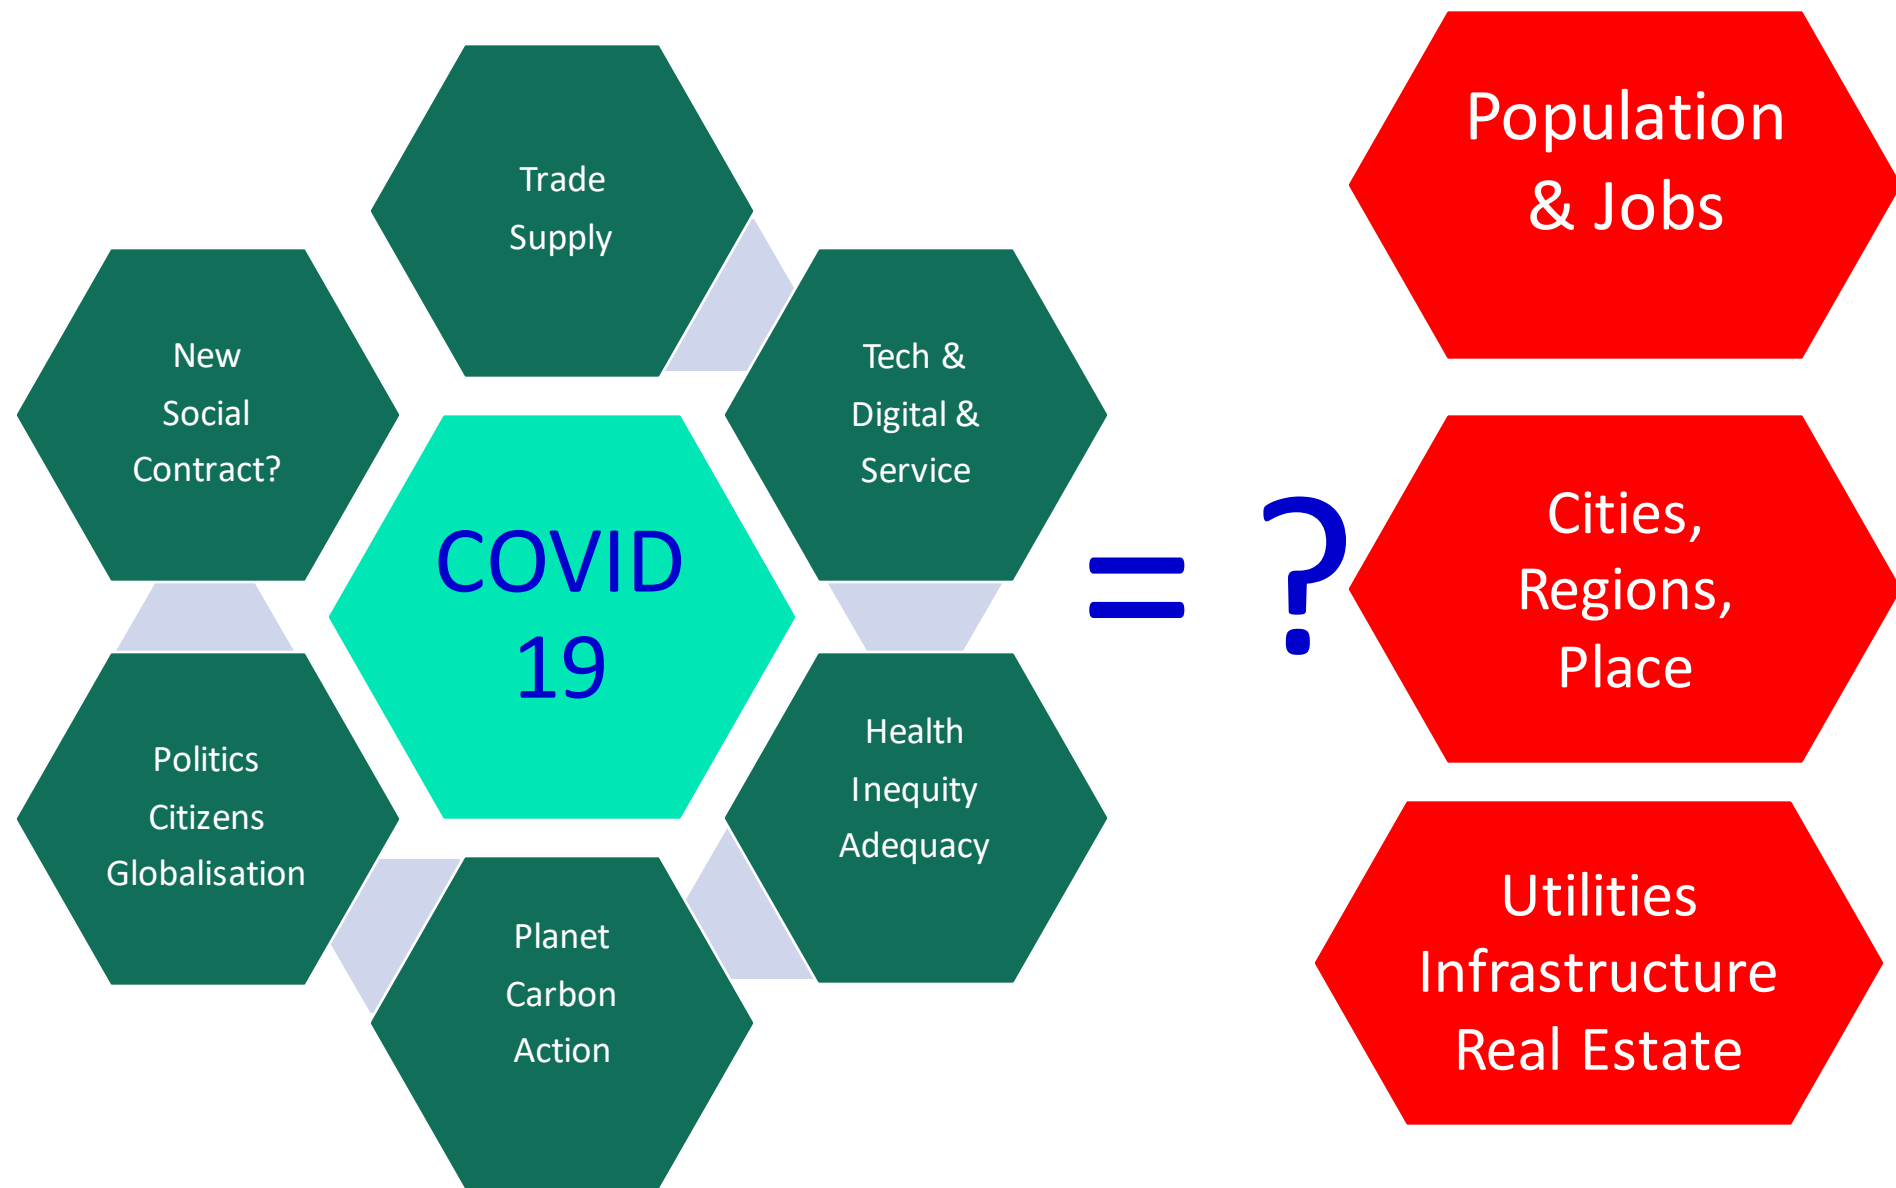 Trade
Supply
Tech &
Digital &
Service
Health
Inequity
Adequacy
Planet
Carbon
Action
Politics
Citizens
Globalisation
New
Social
Contract?
COVID
19
= ?
Population
& Jobs
Cities,
Regions,
Place
Utilities
Infrastructure
Real Estate